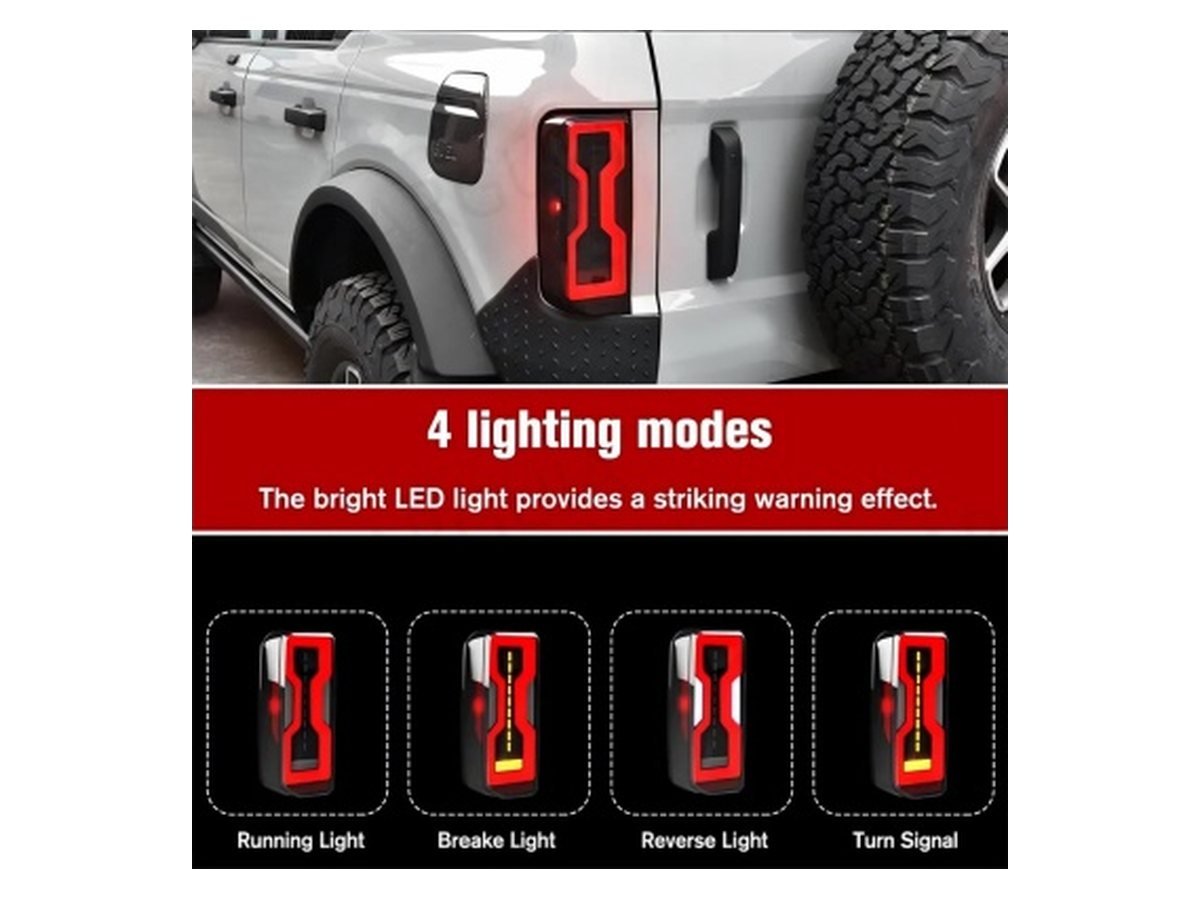 4 lighting modes
The bright LED light provides a striking warning effect.
Running Light
Breake Light
Reverse Light
Turn Signal